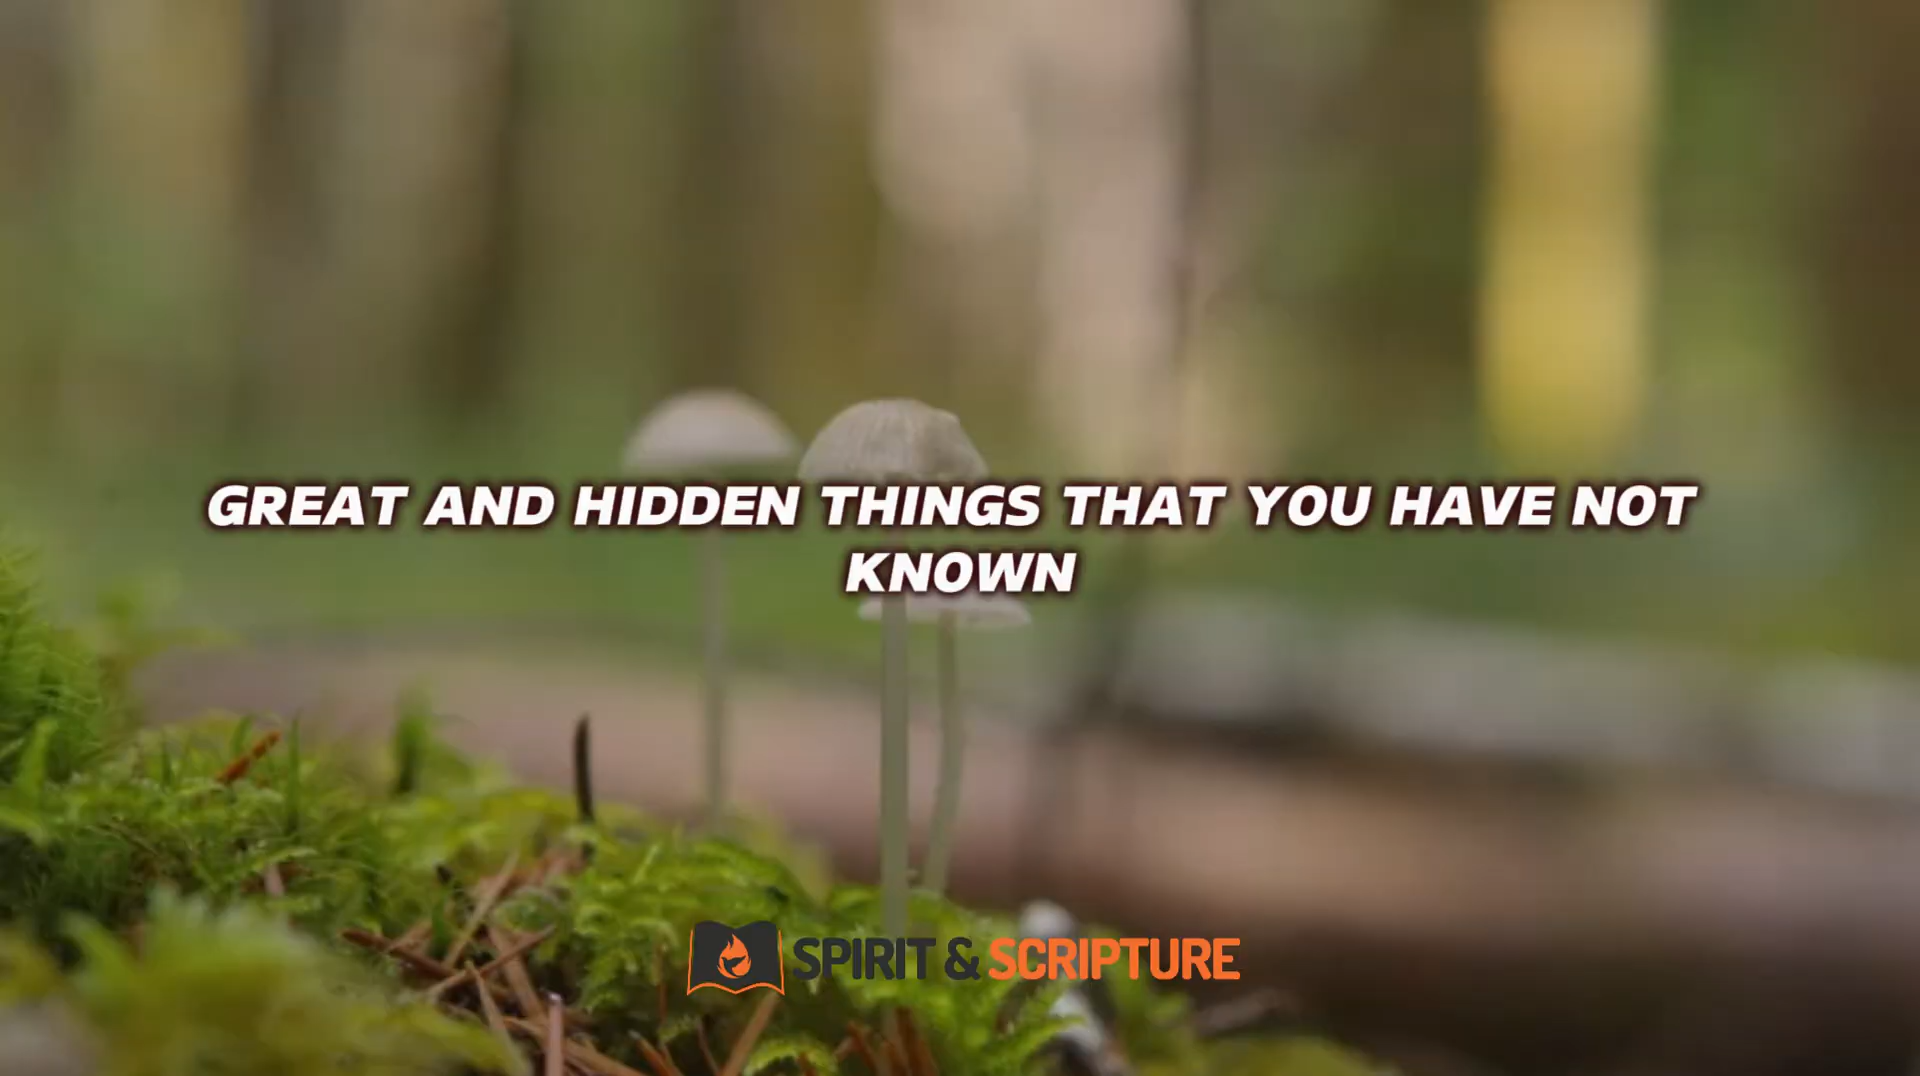 GREAT AND HIDDEN THINGS THAT YOU HAVE NOT
KNOWN
SPIRIT & SCRIPTURE